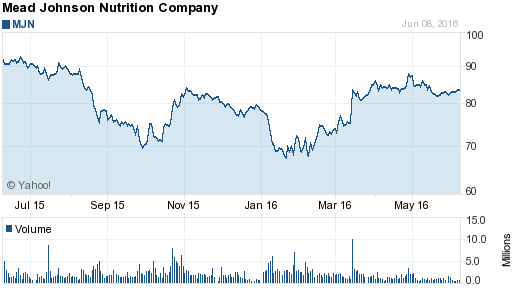 Mead Johnson Nutrition Company
MJN
Jun 08, 2016
100
90
80
70
60
© Yahoo!
Jul 15 Sep 15 Nov 15 Jan 16 Mar 16 May 16
Volume
15.0
10.0
5.0
0.0
Millions